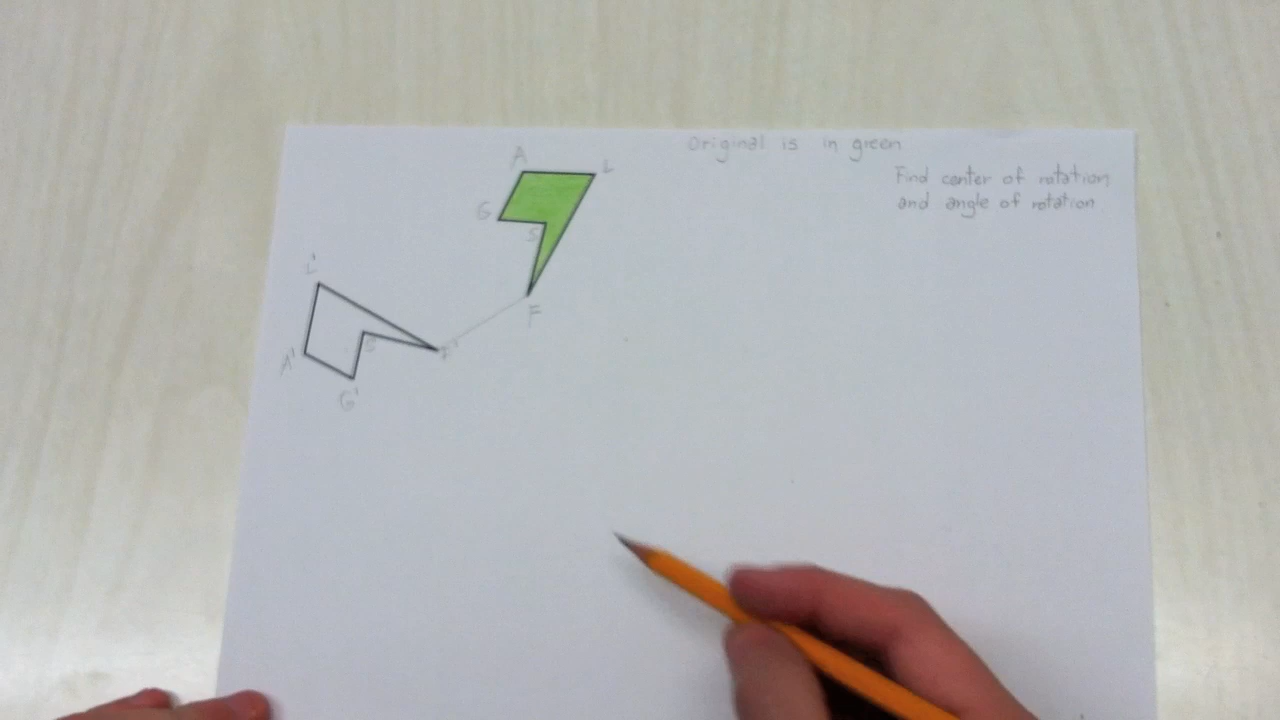 Original is in green
Find center of rotation
and angle of rotation
A
L
G
S
F
L'
A'
G'